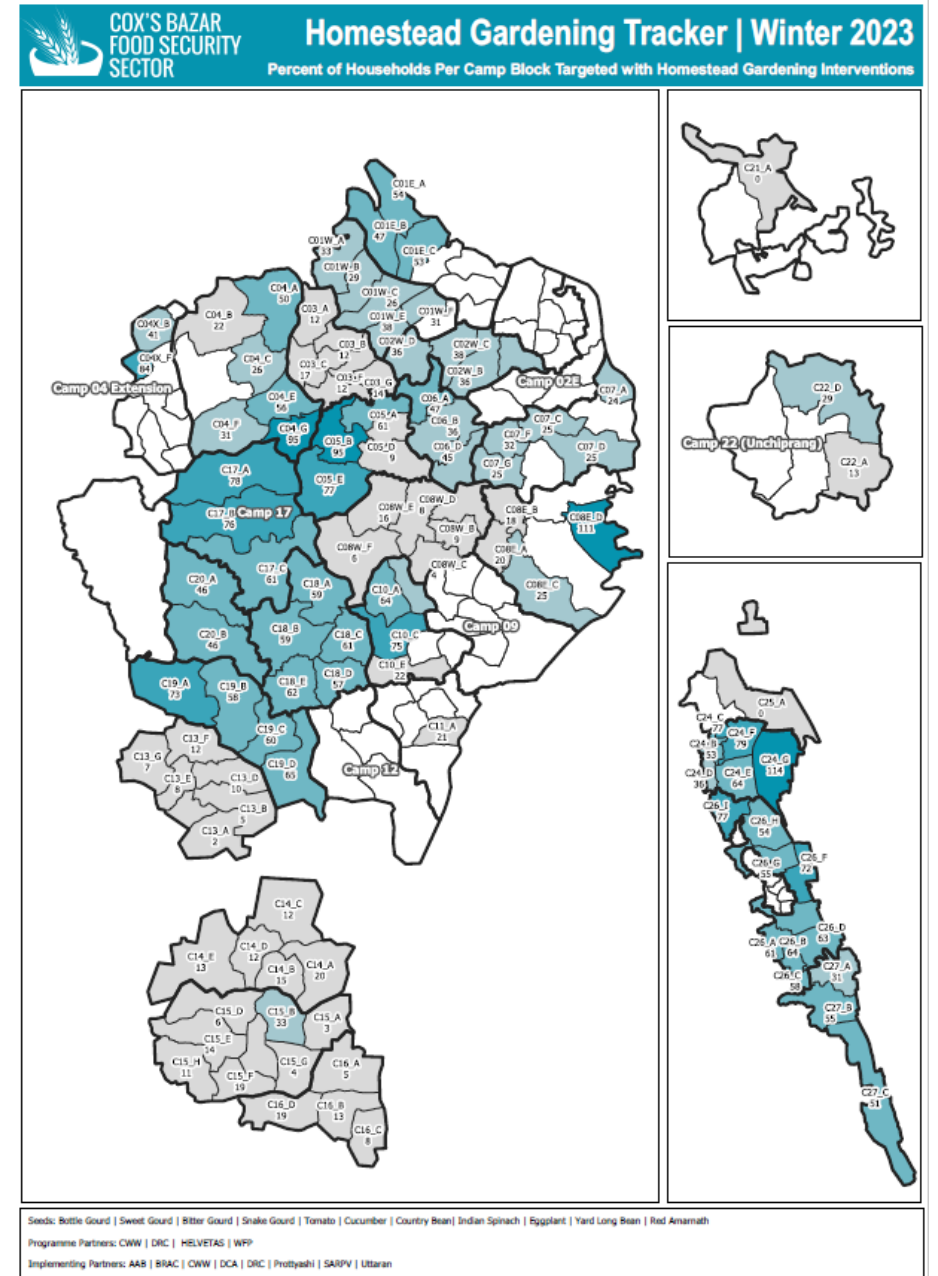 COX'S BAZAR
FOOD SECURITY
SECTOR
Homestead Gardening Tracker | Winter 2023
Percent of Households Per Camp Block Targeted with Homestead Gardening Interventions
C01E_A
54
C01E_B
47
C01E_C
53
C01W_A
33
C01W_B
29
C01W_C
26
C01W_E
38
C01W_F
31
C04_A
50
C04_B
22
C03_A
12
C04X_B
41
C04X_F
84
Camp 04 Extension
C04_C
26
C03_B
12
C03_C
17
C03_F
12
C03_G
14
C02W_D
36
C02W_C
38
C02W_B
36
Camp 02E
C07_A
24
C04_E
56
C04_F
31
C04_G
95
C05_B
95
C05_A
61
C05_D
9
C05_E
77
C06_A
47
C06_B
36
C06_D
45
C07_C
25
C07_F
32
C07_D
25
C07_G
25
C17_A
78
C17_B
76
Camp 17
C08W_E
16
C08W_D
8
C08W_B
9
C08W_F
6
C08W_C
4
C08E_B
18
C08E_A
20
C08E_D
111
C08E_C
25
C17_C
61
C20_A
46
C18_A
59
C10_A
64
C20_B
46
C18_B
59
C18_C
61
C10_C
75
Camp 09
C10_E
22
C19_A
73
C19_B
58
C18_E
62
C18_D
57
C19_C
60
C11_A
21
C19_D
65
Camp 12
C13_F
12
C13_G
7
C13_E
8
C13_D
10
C13_B
5
C13_A
2
C14_C
12
C14_E
13
C14_D
12
C14_B
15
C14_A
20
C15_D
6
C15_B
33
C15_A
3
C15_E
14
C15_H
11
C15_F
19
C15_G
4
C16_A
5
C16_D
19
C16_B
13
C16_C
8
C21_A
0
C22_D
29
Camp 22 (Unchiprang)
C22_A
13
C25_A
0
C24_C
77
C24_F
79
C24_B
53
C24_G
114
C24_D
36
C24_E
64
C26_I
77
C26_H
54
C26_G
55
C26_F
72
C26_D
63
C26_A
61
C26_B
64
C26_C
58
C27_A
31
C27_B
55
C27_C
51
Seeds: Bottle Gourd | Sweet Gourd | Bitter Gourd | Snake Gourd | Tomato | Cucumber | Country Bean| Indian Spinach | Eggplant | Yard Long Bean | Red Amarnath
Programme Partners: CWW | DRC | HELVETAS | WFP
Implementing Partners: AAB | BRAC | CWW | DCA | DRC | Prottyashi | SARPV | Uttaran